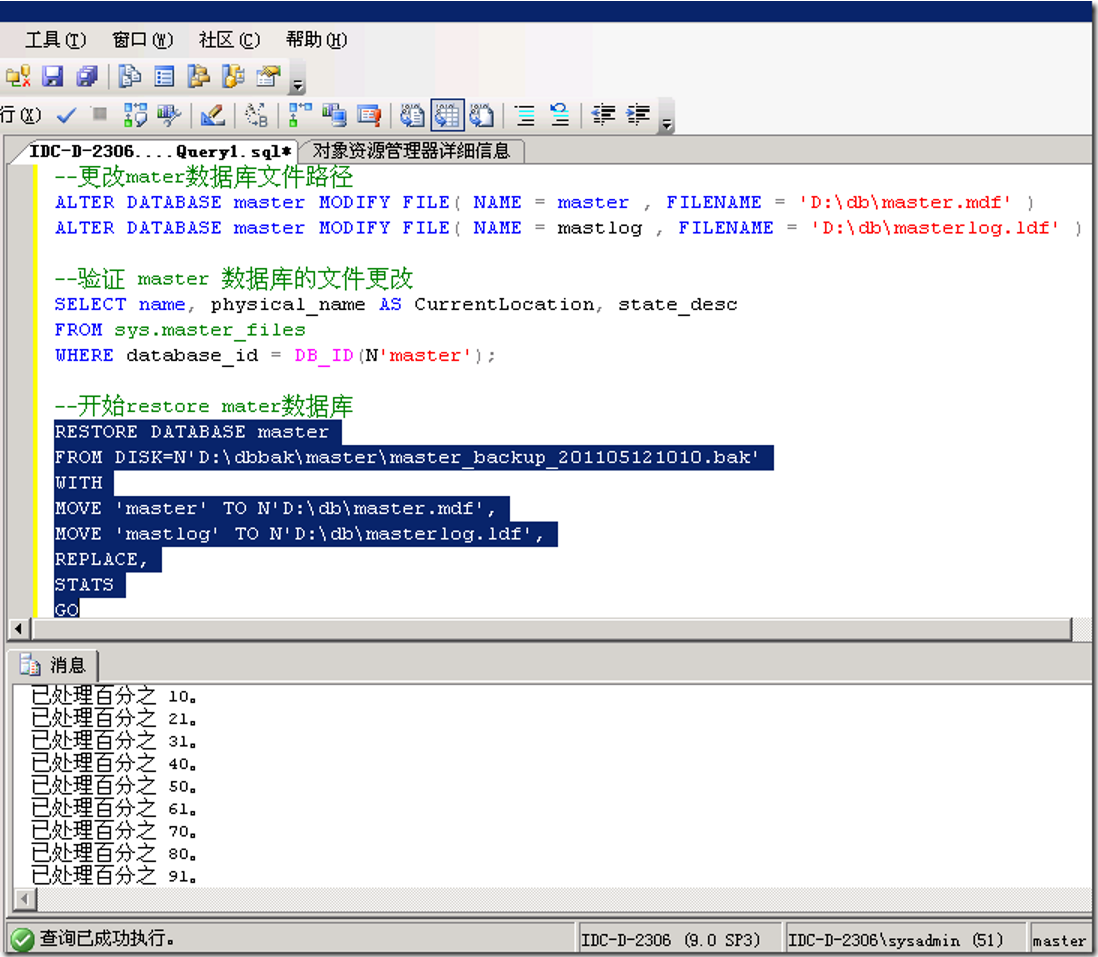 工具(T) 窗口(W) 社区(C) 帮助(H)
行(X)
IDC-D-2306....Query1.sql* 对象资源管理器详细信息
--更改mater数据库文件路径
ALTER DATABASE master MODIFY FILE( NAME = master , FILENAME = 'D:\db\master.mdf' )
ALTER DATABASE master MODIFY FILE( NAME = mastlog , FILENAME = 'D:\db\masterlog.ldf' )
--验证 master 数据库的文件更改
SELECT name, physical_name AS CurrentLocation, state_desc
FROM sys.master_files
WHERE database_id = DB_ID(N'master');
--开始restore mater数据库
RESTORE DATABASE master
FROM DISK=N'D:\dbbak\master\master_backup_201105121010.bak'
WITH
MOVE 'master' TO N'D:\db\master.mdf',
MOVE 'mastlog' TO N'D:\db\masterlog.ldf',
REPLACE,
STATS
GO
消息
已处理百分之 10。
已处理百分之 21。
已处理百分之 31。
已处理百分之 40。
已处理百分之 50。
已处理百分之 61。
已处理百分之 70。
已处理百分之 80。
已处理百分之 91。
查询已成功执行。 IDC-D-2306 (9.0 SP3) IDC-D-2306\sysadmin (51) master